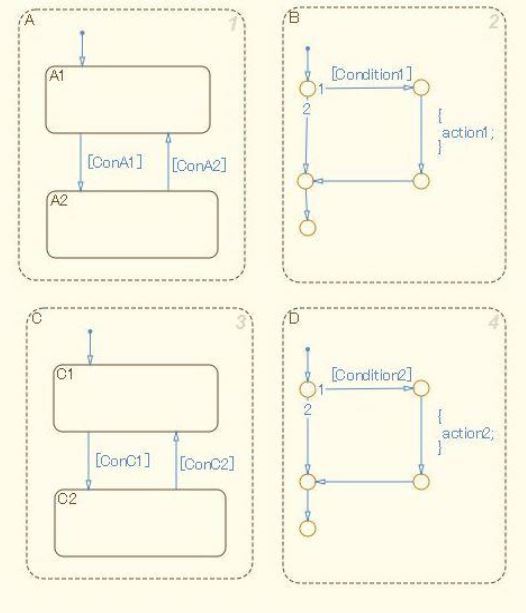 A
1
A1
[ConA1]
[ConA2]
A2
B
2
1
[Condition1]
2
{
action1;
}
C
3
C1
[ConC1]
[ConC2]
C2
D
4
1
[Condition2]
2
{
action2;
}